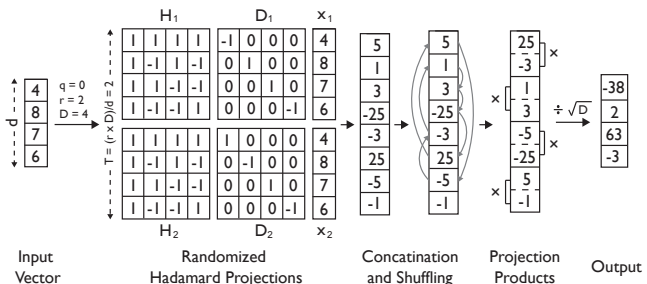 H1 D1 x1
1 1 1 1 -1 0 0 0 4
1 -1 1 -1 0 1 0 0 8
1 1 -1 -1 0 0 1 0 7
1 -1 -1 1 0 0 0 -1 6
1 1 1 1 1 0 0 0 4
1 -1 1 -1 0 -1 0 0 8
1 1 -1 -1 0 0 1 0 7
1 -1 -1 1 0 0 0 -1 6
H2 D2 x2
d
4
8
7
6
q = 0
r = 2
D = 4
T = (r × D)/d = 2
5
1
3
-25
-3
25
-5
-1
5
1
3
-25
-3
25
-5
-1
25
-3
1
3
-5
-25
5
-1
×
×
×
×
÷ √D
-38
2
63
-3
Input
Vector
Randomized
Hadamard Projections
Concatination
and Shuffling
Projection
Products
Output